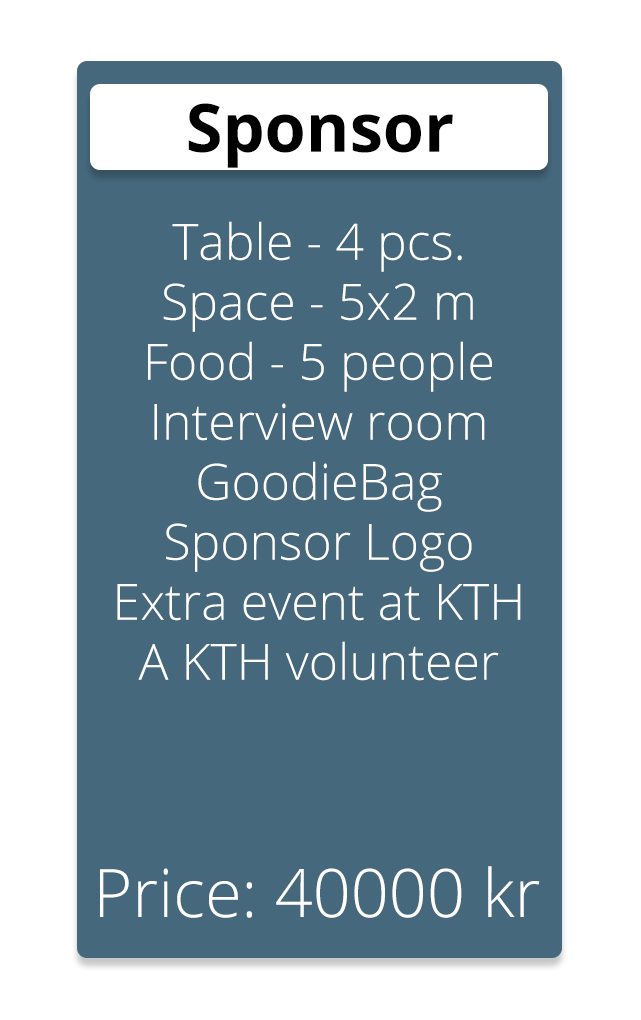 Sponsor
Table - 4 pcs.
Space - 5x2 m
Food - 5 people
Interview room
GoodieBag
Sponsor Logo
Extra event at KTH
A KTH volunteer
Price: 40000 kr